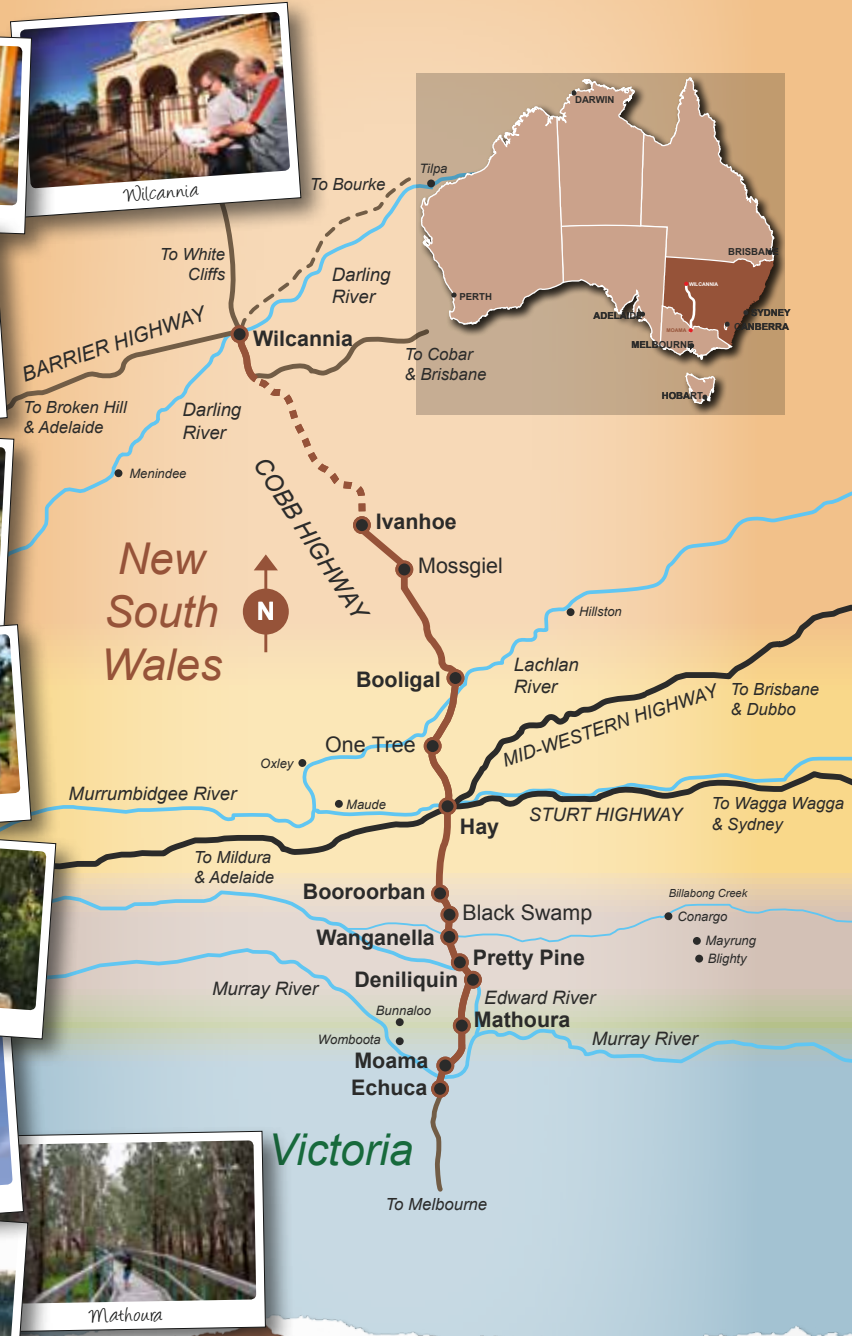 Wilcannia
DARWIN
BRISBANE
PERTH
WILCANNIA
ADELAIDE
SYDNEY
CANBERRA
MOAMA
MELBOURNE
HOBART
Tilpa
To Bourke
To White
Cliffs
Darling
River
BARRIER HIGHWAY
Wilcannia
To Cobar
& Brisbane
To Broken Hill
& Adelaide
Darling
River
Menindee
COBB HIGHWAY
Ivanhoe
New
South
Wales
N
Mossgiel
Hillston
Booligal
Lachlan
River
To Brisbane
& Dubbo
MID-WESTERN HIGHWAY
One Tree
Oxley
Murrumbidgee River
Maude
Hay
STURT HIGHWAY
To Wagga Wagga
& Sydney
To Mildura
& Adelaide
Booroorban
Billabong Creek
Black Swamp
Conargo
Wanganella
Mayrung
Pretty Pine
Blighty
Deniliquin
Murray River
Edward River
Bunnaloo
Mathoura
Womboota
Murray River
Moama
Echuca
Victoria
To Melbourne
Mathoura